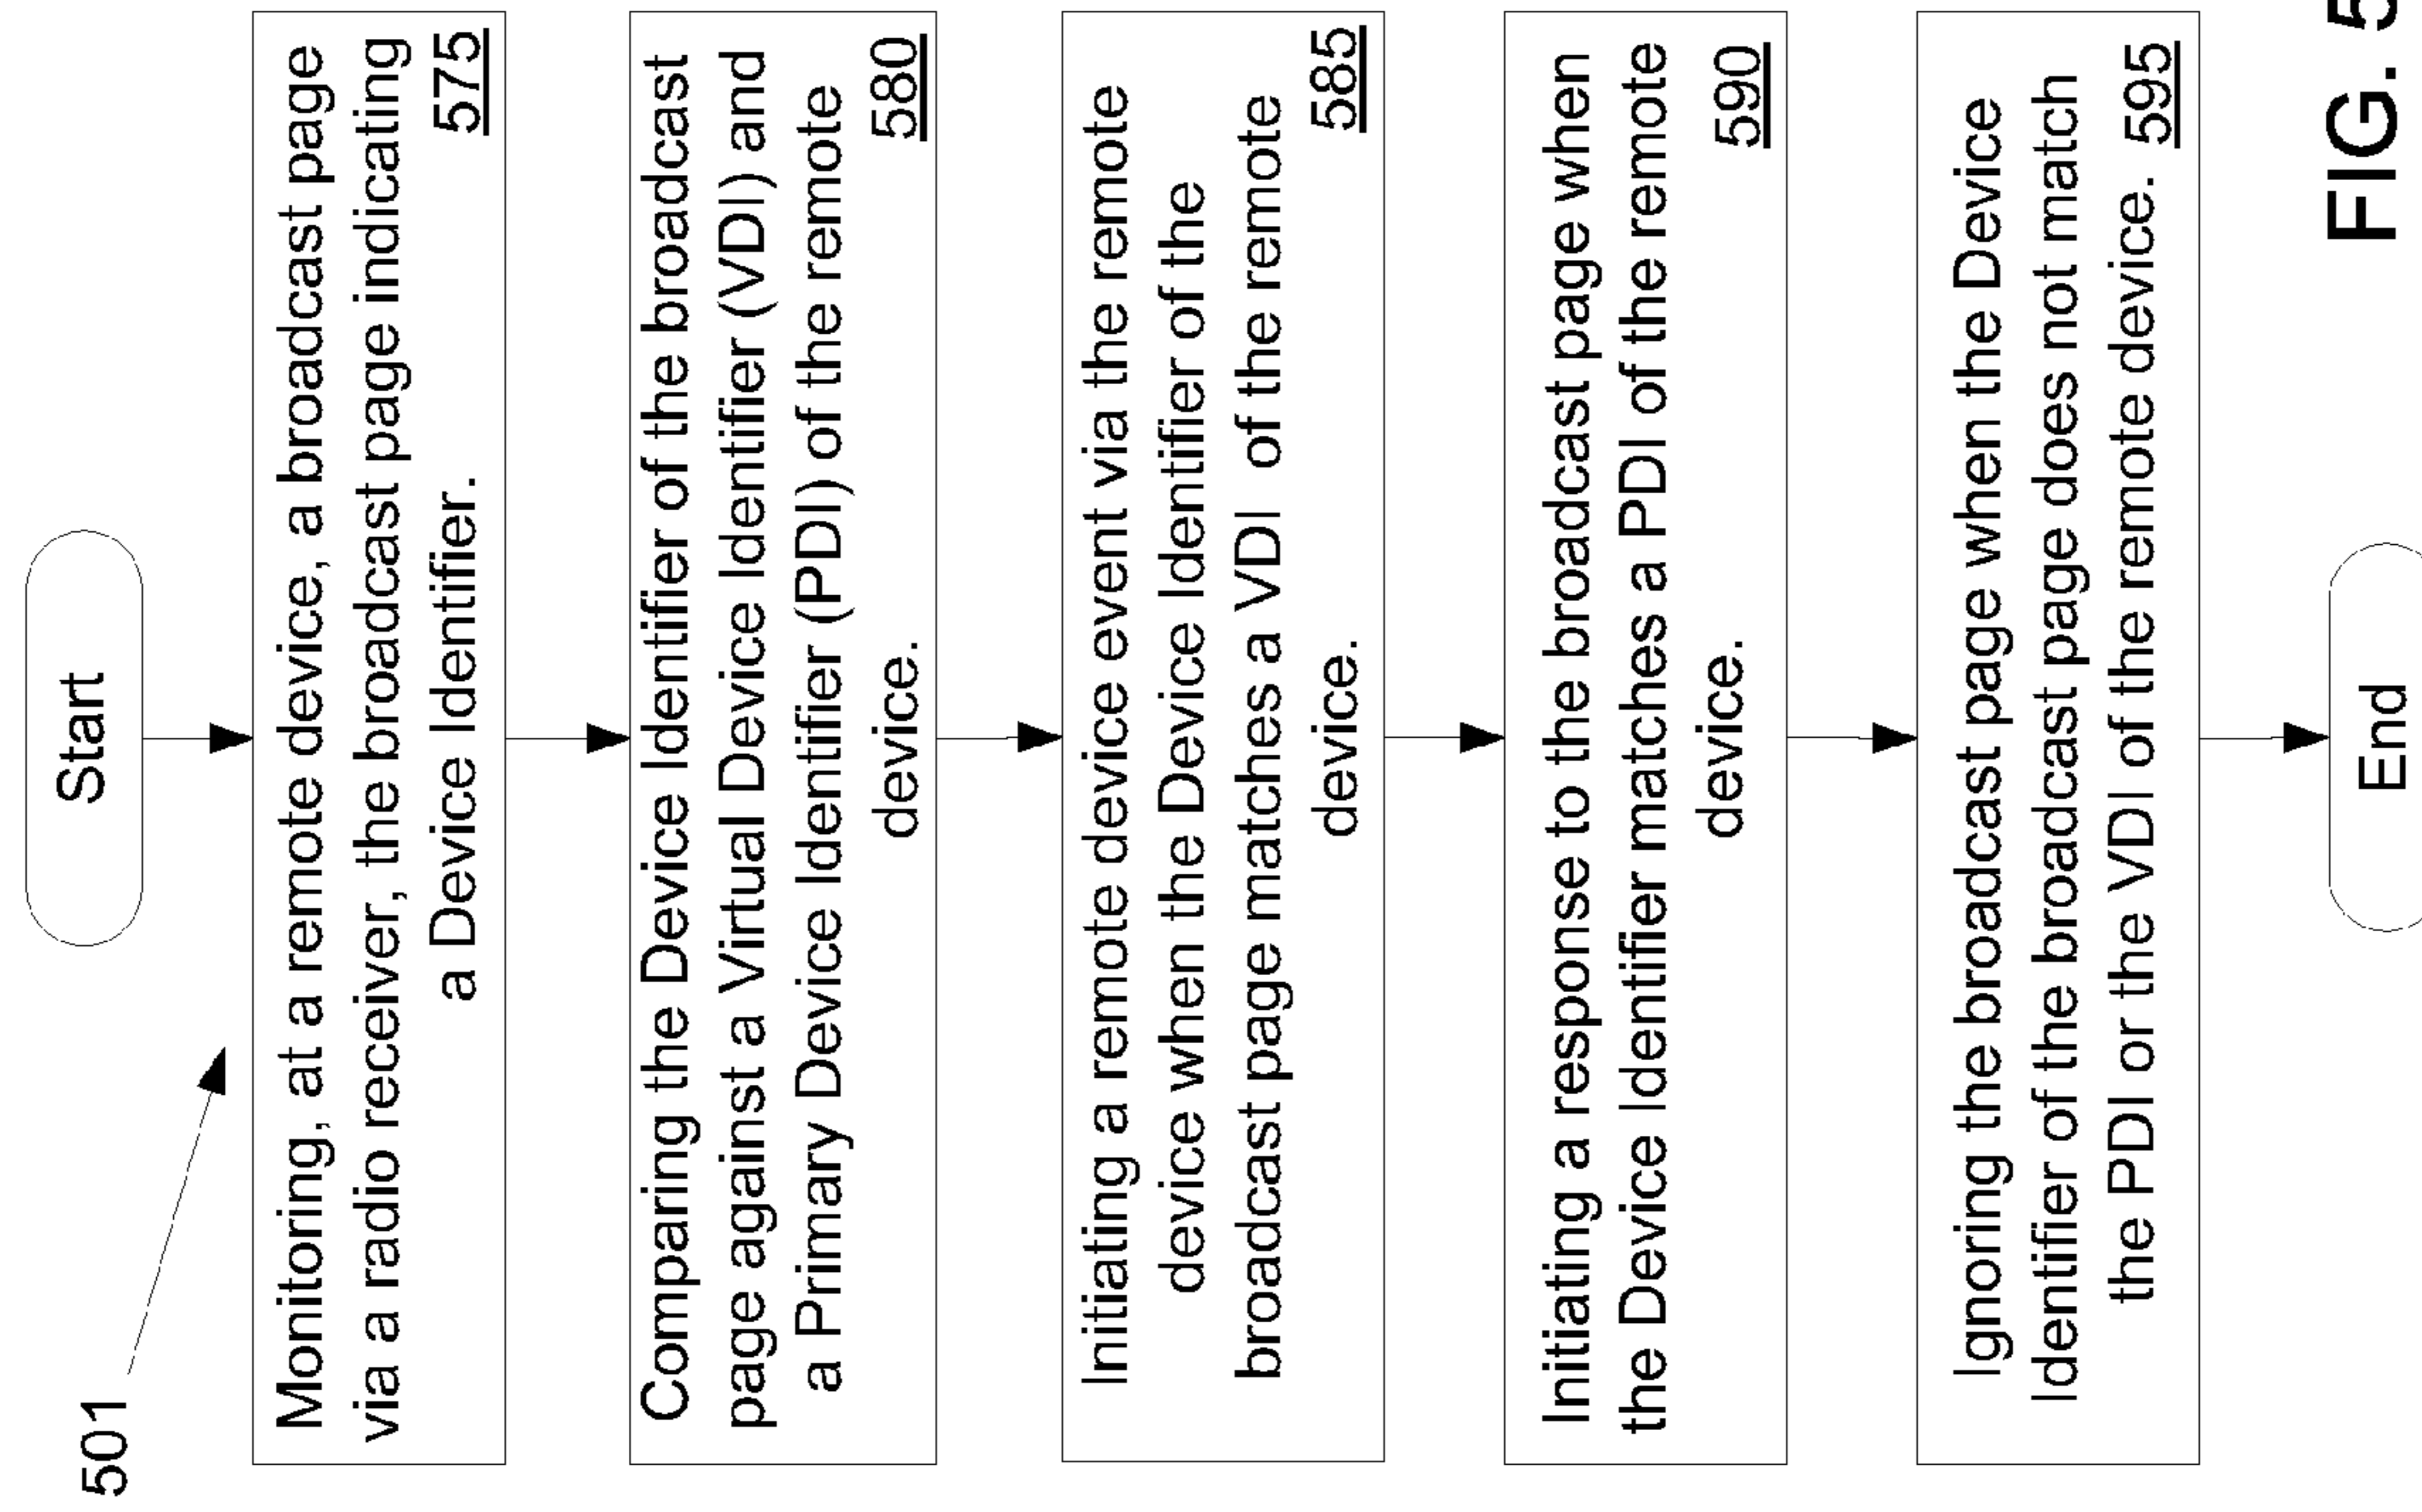 501
Start
Monitoring, at a remote device, a broadcast page
via a radio receiver, the broadcast page indicating
a Device Identifier.
575
Comparing the Device Identifier of the broadcast
page against a Virtual Device Identifier (VDI) and
a Primary Device Identifier (PDI) of the remote
device.
580
Initiating a remote device event via the remote
device when the Device Identifier of the
broadcast page matches a VDI of the remote
device.
585
Initiating a response to the broadcast page when
the Device Identifier matches a PDI of the remote
device.
590
Ignoring the broadcast page when the Device
Identifier of the broadcast page does not match
the PDI or the VDI of the remote device. 595
End
FIG. 5